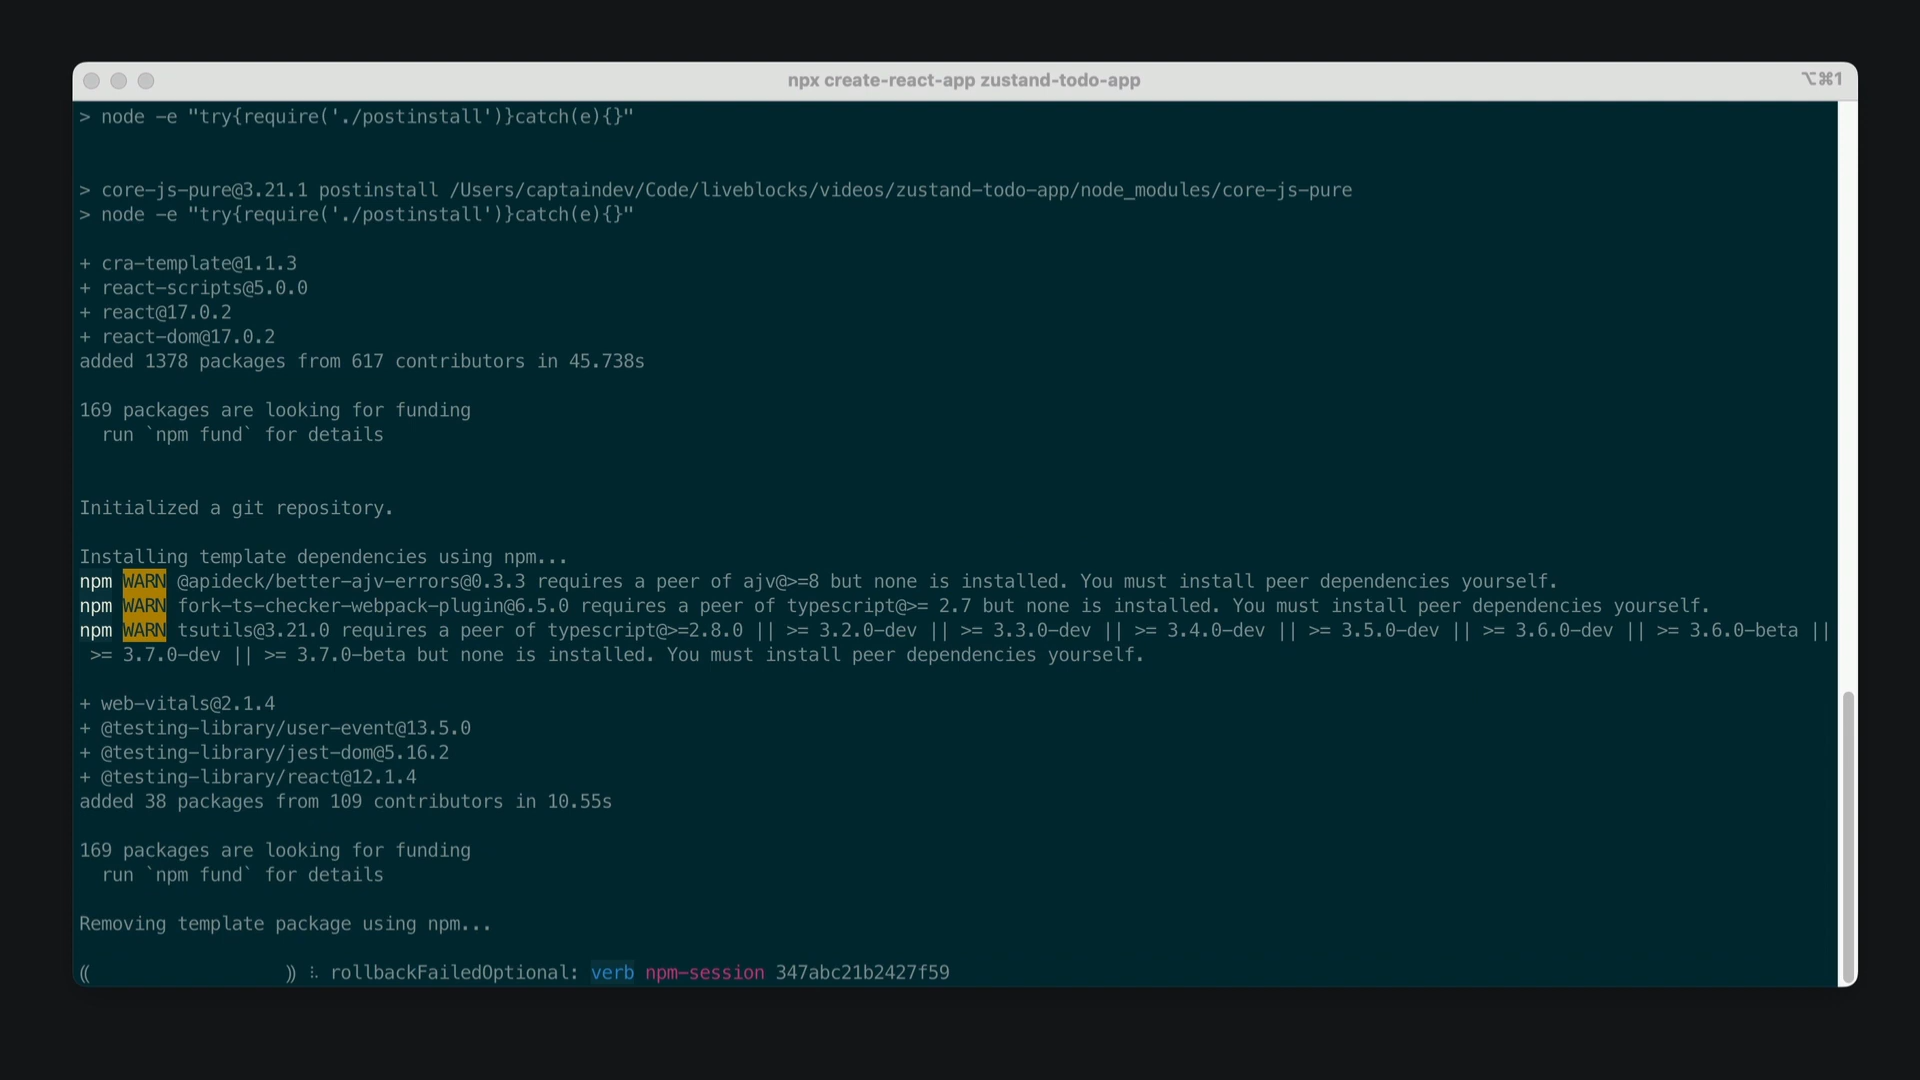 npx create-react-app zustand-todo-app
⌥⌘1
> node -e "try{require('./postinstall')}catch(e){}"
> core-js-pure@3.21.1 postinstall /Users/captaindev/Code/liveblocks/videos/zustand-todo-app/node_modules/core-js-pure
> node -e "try{require('./postinstall')}catch(e){}"
+ cra-template@1.1.3
+ react-scripts@5.0.0
+ react@17.0.2
+ react-dom@17.0.2
added 1378 packages from 617 contributors in 45.738s
169 packages are looking for funding
  run `npm fund` for details
Initialized a git repository.
Installing template dependencies using npm...
npm WARN @apideck/better-ajv-errors@0.3.3 requires a peer of ajv@>=8 but none is installed. You must install peer dependencies yourself.
npm WARN fork-ts-checker-webpack-plugin@6.5.0 requires a peer of typescript@>= 2.7 but none is installed. You must install peer dependencies yourself.
npm WARN tsutils@3.21.0 requires a peer of typescript@>=2.8.0 || >= 3.2.0-dev || >= 3.3.0-dev || >= 3.4.0-dev || >= 3.5.0-dev || >= 3.6.0-dev || >= 3.6.0-beta ||
 >= 3.7.0-dev || >= 3.7.0-beta but none is installed. You must install peer dependencies yourself.
+ web-vitals@2.1.4
+ @testing-library/user-event@13.5.0
+ @testing-library/jest-dom@5.16.2
+ @testing-library/react@12.1.4
added 38 packages from 109 contributors in 10.55s
169 packages are looking for funding
  run `npm fund` for details
Removing template package using npm...
⸨                  ⸩ ⠧ rollbackFailedOptional: verb npm-session 347abc21b2427f59